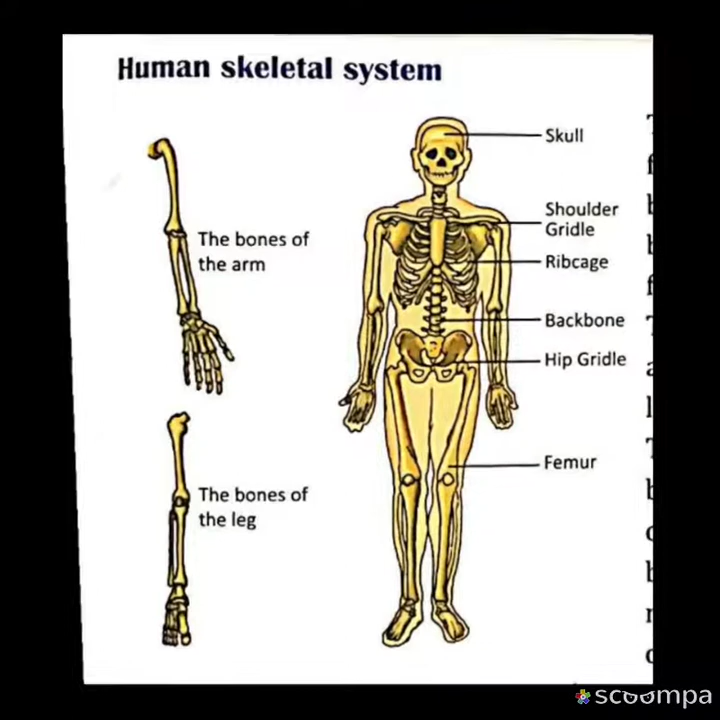 Human skeletal system
Skull
Shoulder
Gridle
The bones of
the arm
Ribcage
Backbone
Hip Gridle
Femur
The bones of
the leg
scoompa